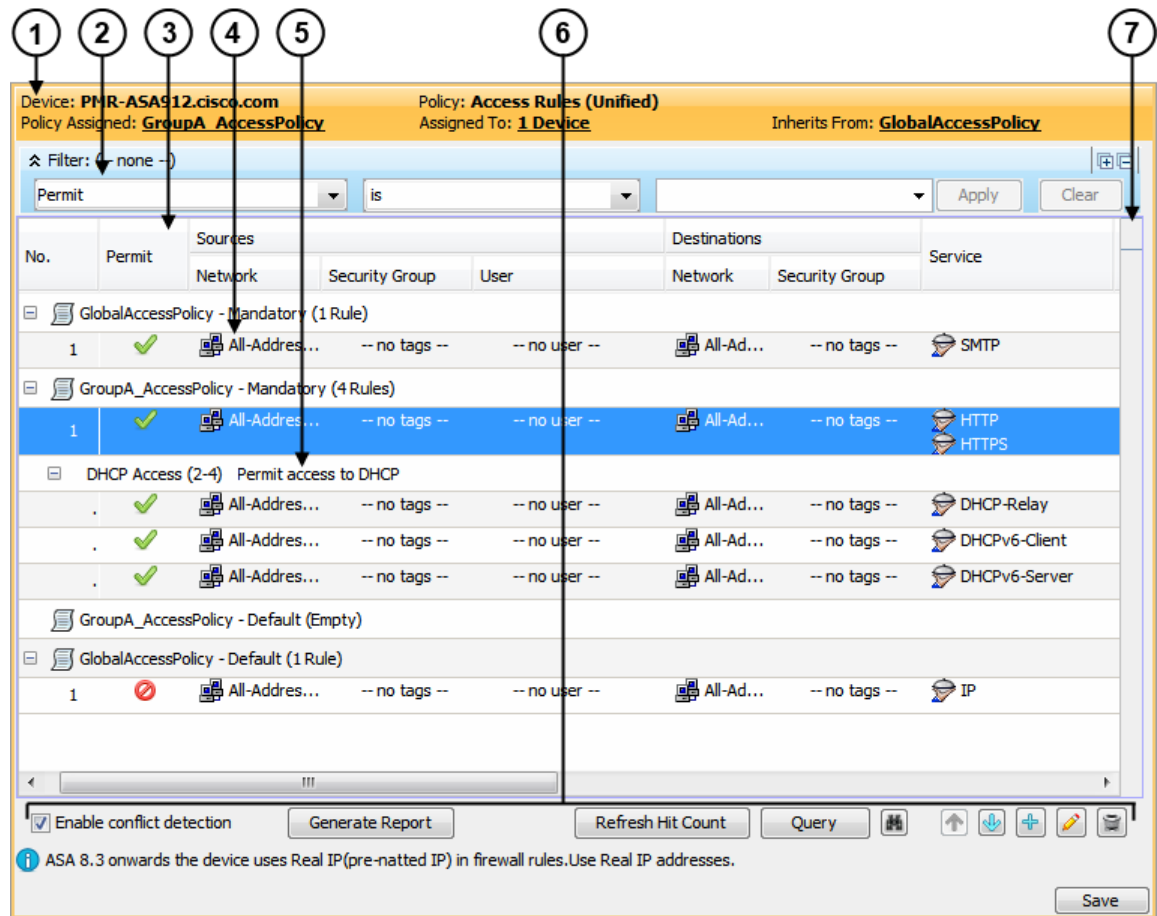 1 2 3 4 5 6 7
Device: PMR-ASA912.cisco.com Policy: Access Rules (Unified)
Policy Assigned: GroupA_AccessPolicy Assigned To: 1 Device Inherits From: GlobalAccessPolicy
Filter: (-- none --)
Permit is Apply Clear
No. Permit Sources Destinations Service
Network Security Group User Network Security Group
GlobalAccessPolicy - Mandatory (1 Rule)
1 All-Addres... -- no tags -- -- no user -- All-Ad... -- no tags -- SMTP
GroupA_AccessPolicy - Mandatory (4 Rules)
1 All-Addres... -- no tags -- -- no user -- All-Ad... -- no tags -- HTTP
HTTPS
DHCP Access (2-4) Permit access to DHCP
. All-Addres... -- no tags -- -- no user -- All-Ad... -- no tags -- DHCP-Relay
. All-Addres... -- no tags -- -- no user -- All-Ad... -- no tags -- DHCPv6-Client
. All-Addres... -- no tags -- -- no user -- All-Ad... -- no tags -- DHCPv6-Server
GroupA_AccessPolicy - Default (Empty)
GlobalAccessPolicy - Default (1 Rule)
1 All-Addres... -- no tags -- -- no user -- All-Ad... -- no tags -- IP
Enable conflict detection Generate Report Refresh Hit Count Query
ASA 8.3 onwards the device uses Real IP(pre-natted IP) in firewall rules.Use Real IP addresses.
Save